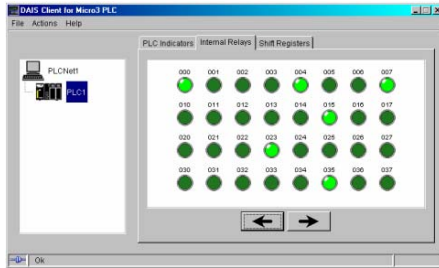 DAIS Client for Micro3 PLC
File Actions Help
PLC Indicators Internal Relays Shift Registers
PLCNet1
PLC1
000 001 002 003 004 005 006 007
010 011 012 013 014 015 016 017
020 021 022 023 024 025 026 027
030 031 032 033 034 035 036 037
Ok